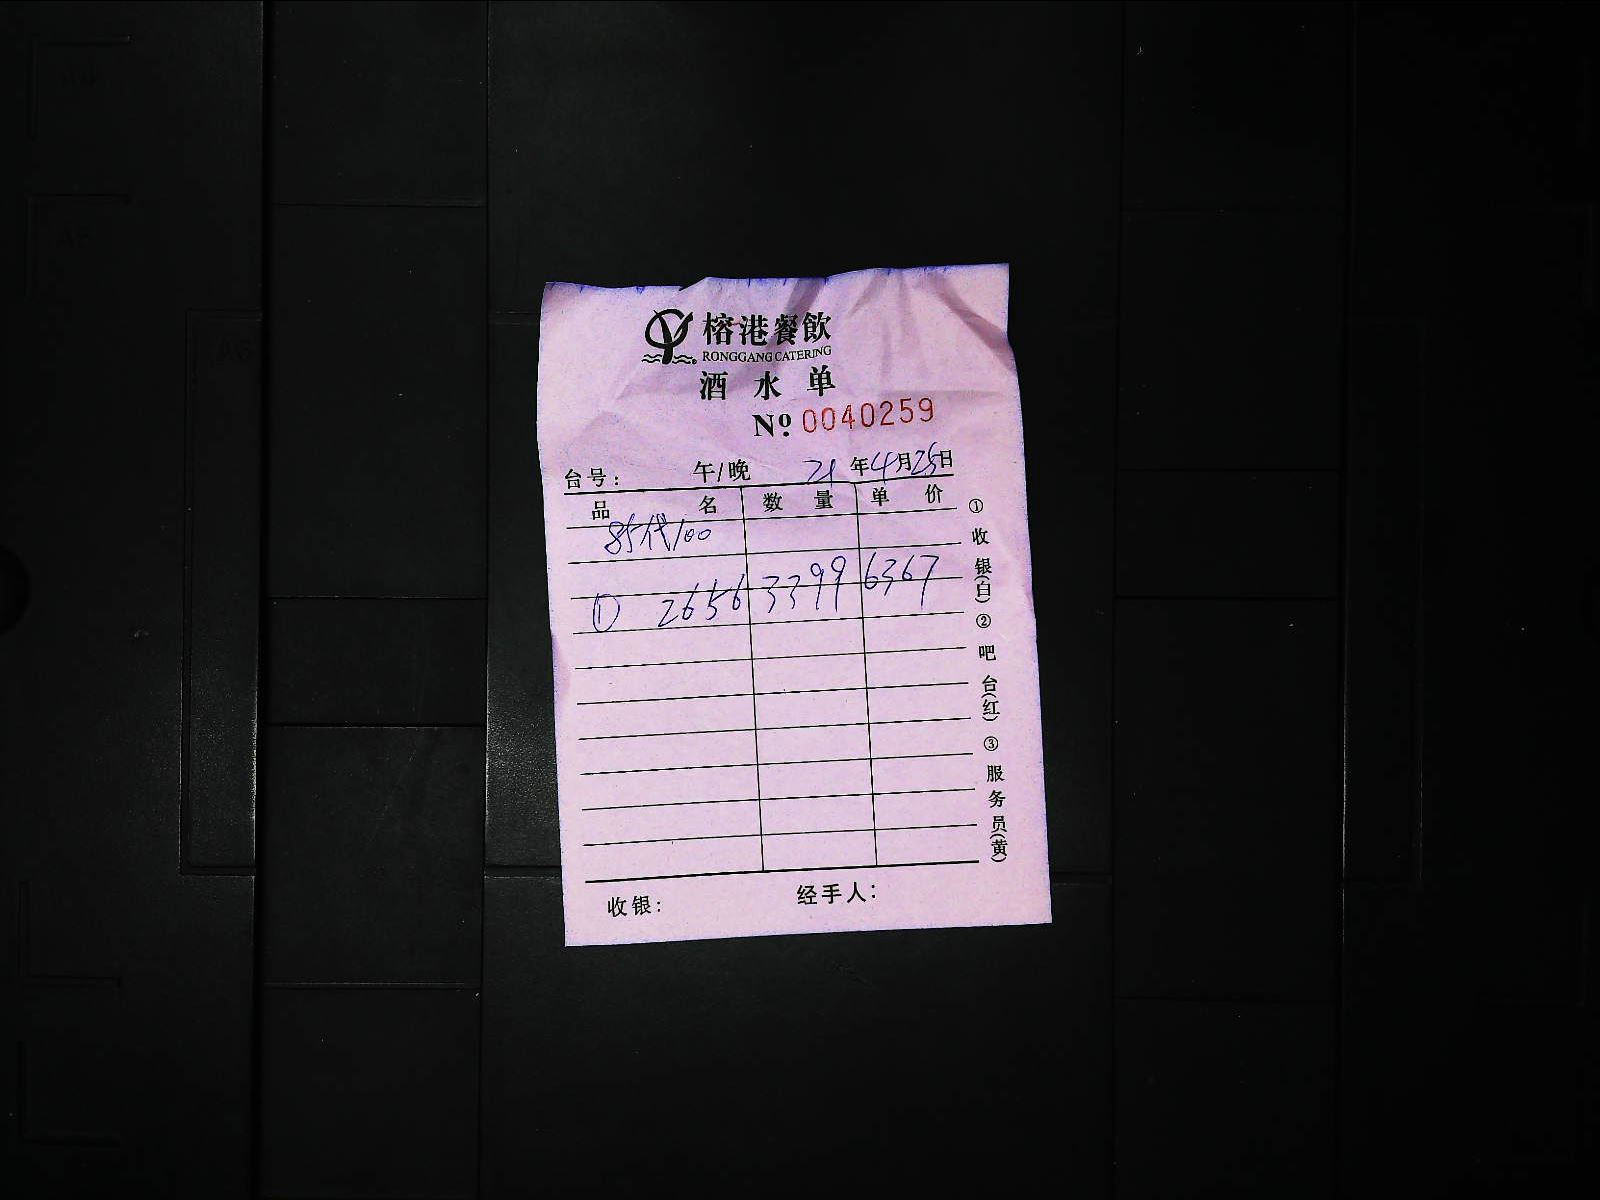 榕港餐飲
RONGGANG CATERING
酒水单
Nº 0040259
台号: 午/晚 21年4月25日
品名 数量 单价
85代100
① 2656 3399 6367
收银: 经手人:
①收银(白)②吧台(红)③服务员(黄)